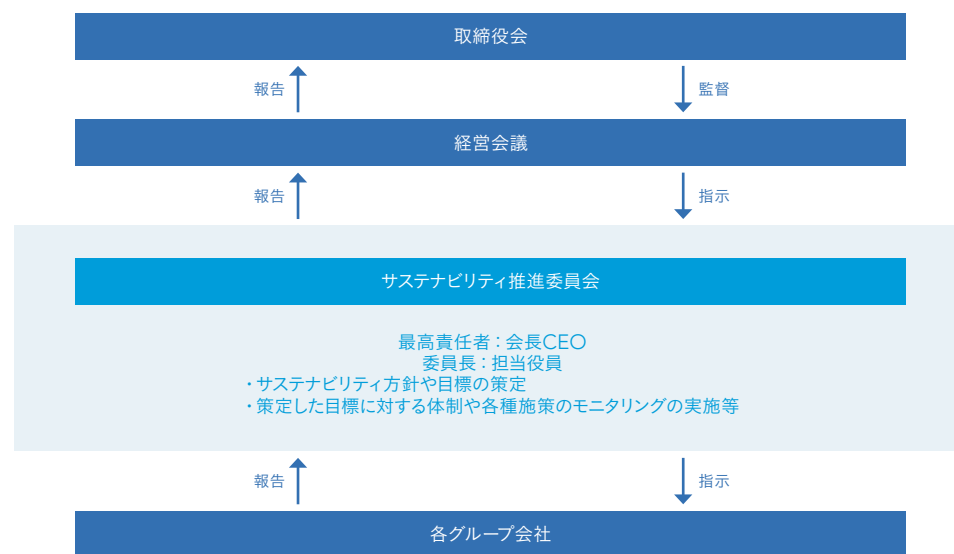 取締役会
報告
監督
経営会議
報告
指示
サステナビリティ推進委員会
最高責任者：会長CEO
委員長：担当役員
・サステナビリティ方針や目標の策定
・策定した目標に対する体制や各種施策のモニタリングの実施等
報告
指示
各グループ会社